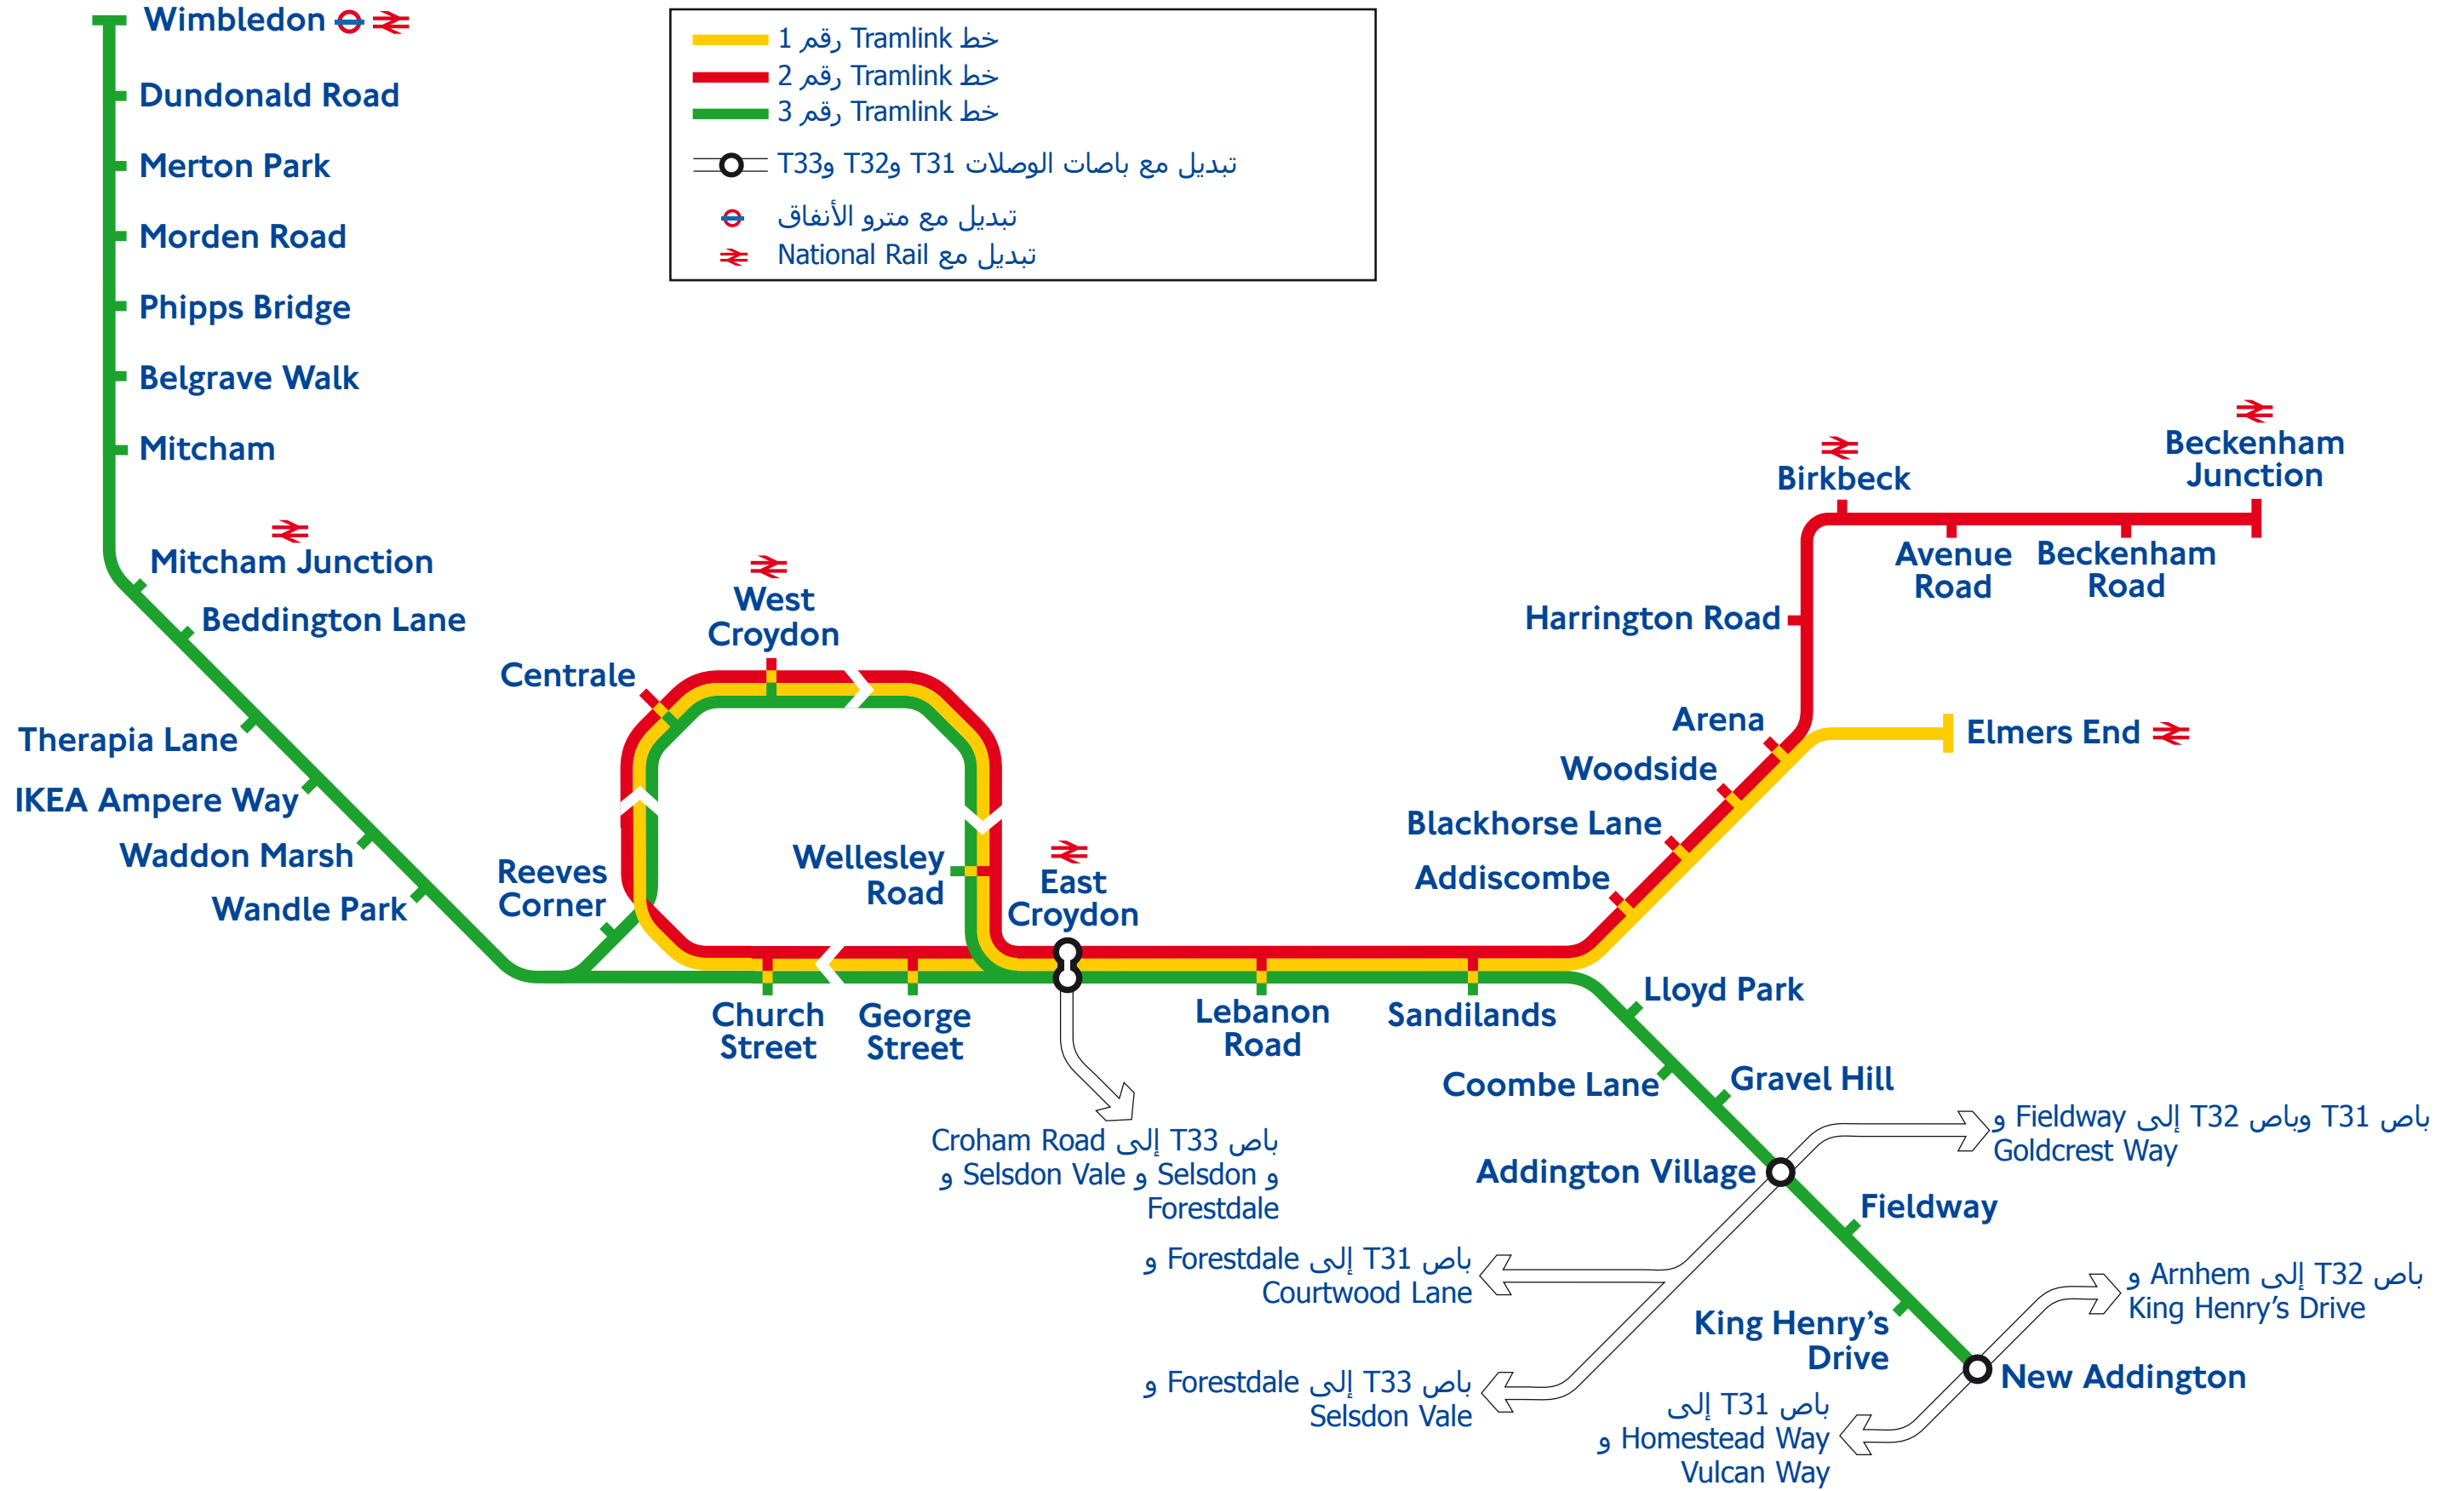 Wimbledon
Dundonald Road
Merton Park
Morden Road
Phipps Bridge
Belgrave Walk
Mitcham
Mitcham Junction
Beddington Lane
Therapia Lane
IKEA Ampere Way
Waddon Marsh
Wandle Park
Reeves
Corner
Centrale
West
Croydon
Wellesley
Road
East
Croydon
Church
Street
George
Street
Lebanon
Road
Sandilands
Addiscombe
Blackhorse Lane
Woodside
Arena
Elmers End
Harrington Road
Birkbeck
Avenue
Road
Beckenham
Road
Beckenham
Junction
Lloyd Park
Coombe Lane
Gravel Hill
Addington Village
Fieldway
King Henry’s
Drive
New Addington
خط Tramlink رقم 1
خط Tramlink رقم 2
خط Tramlink رقم 3
تبديل مع باصات الوصلات T31 وT32 وT33
تبديل مع مترو الأنفاق
تبديل مع National Rail
باص T33 إلى Croham Road
و Selsdon و Selsdon Vale و
Forestdale
باص T31 وباص T32 إلى Fieldway و
Goldcrest Way
باص T31 إلى Forestdale و
Courtwood Lane
باص T33 إلى Forestdale و
Selsdon Vale
باص T32 إلى Arnhem و
King Henry’s Drive
باص T31 إلى
Homestead Way و
Vulcan Way